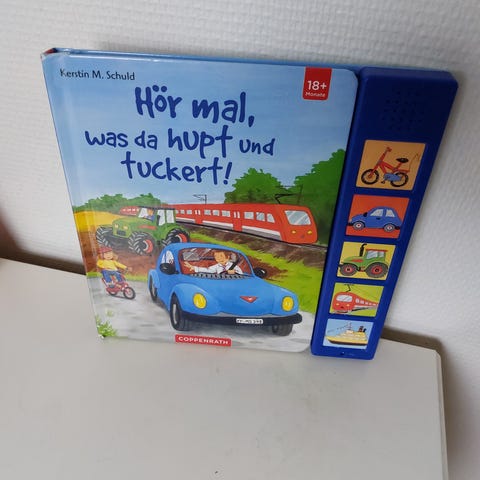 Kerstin M. Schuld
18+
Monate
Hör mal,
was da hupt und
tuckert!
COPPENRATH